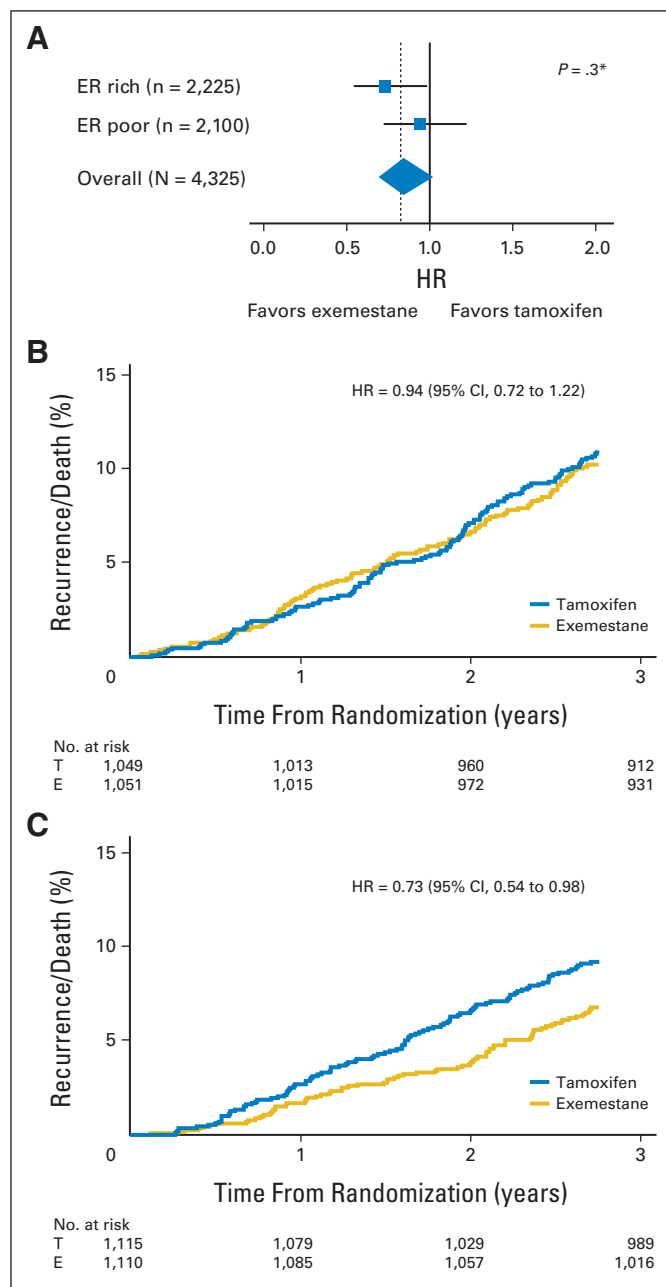 A
P = .3*
ER rich (n = 2,225)
ER poor (n = 2,100)
Overall (N = 4,325)
0.0 0.5 1.0 1.5 2.0
HR
Favors exemestane Favors tamoxifen
B
15
HR = 0.94 (95% CI, 0.72 to 1.22)
Recurrence/Death (%)
10
5
Tamoxifen
Exemestane
0 1 2 3
Time From Randomization (years)
No. at risk
T 1,049 1,013 960 912
E 1,051 1,015 972 931
C
15
HR = 0.73 (95% CI, 0.54 to 0.98)
Recurrence/Death (%)
10
5
Tamoxifen
Exemestane
0 1 2 3
Time From Randomization (years)
No. at risk
T 1,115 1,079 1,029 989
E 1,110 1,085 1,057 1,016